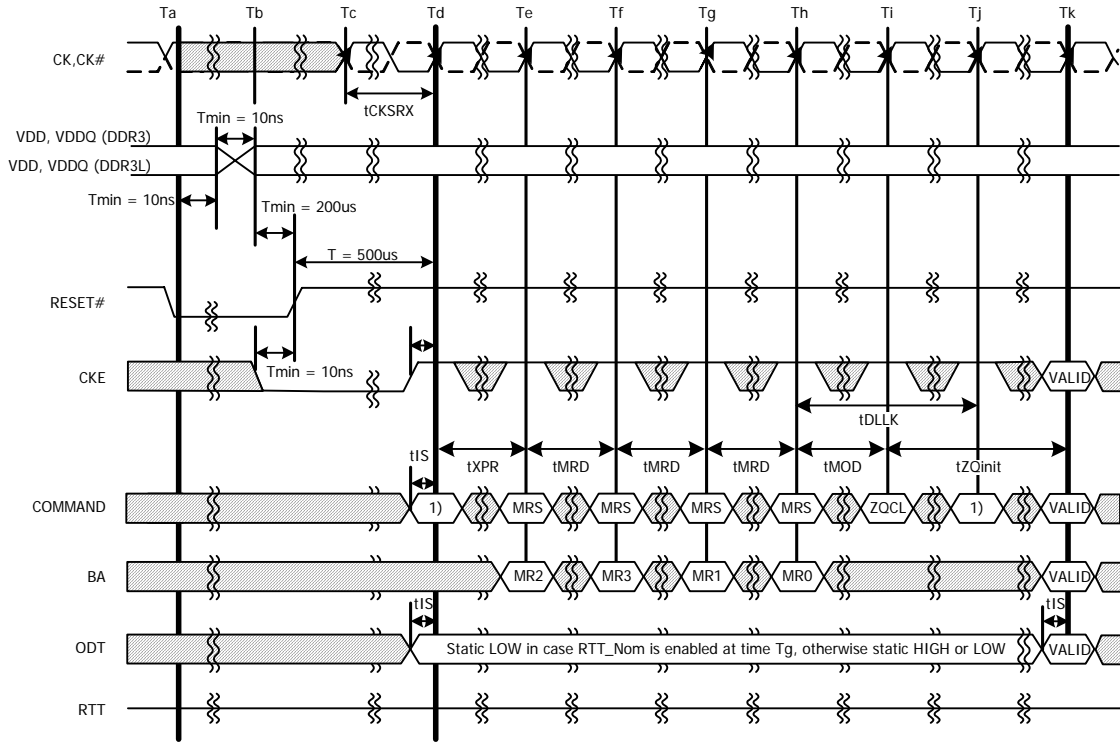 Ta Tb Tc Td Te Tf Tg Th Ti Tj Tk
CK,CK#
tCKSRX
Tmin = 10ns
VDD, VDDQ (DDR3)
VDD, VDDQ (DDR3L)
Tmin = 10ns
Tmin = 200us
T = 500us
RESET#
Tmin = 10ns
CKE
VALID
tDLLK
tIS
tXPR tMRD tMRD tMRD tMOD tZQinit
COMMAND
1) MRS MRS MRS MRS ZQCL 1) VALID
BA
MR2 MR3 MR1 MR0 VALID
tIS tIS
ODT
Static LOW in case RTT_Nom is enabled at time Tg, otherwise static HIGH or LOW
VALID
RTT